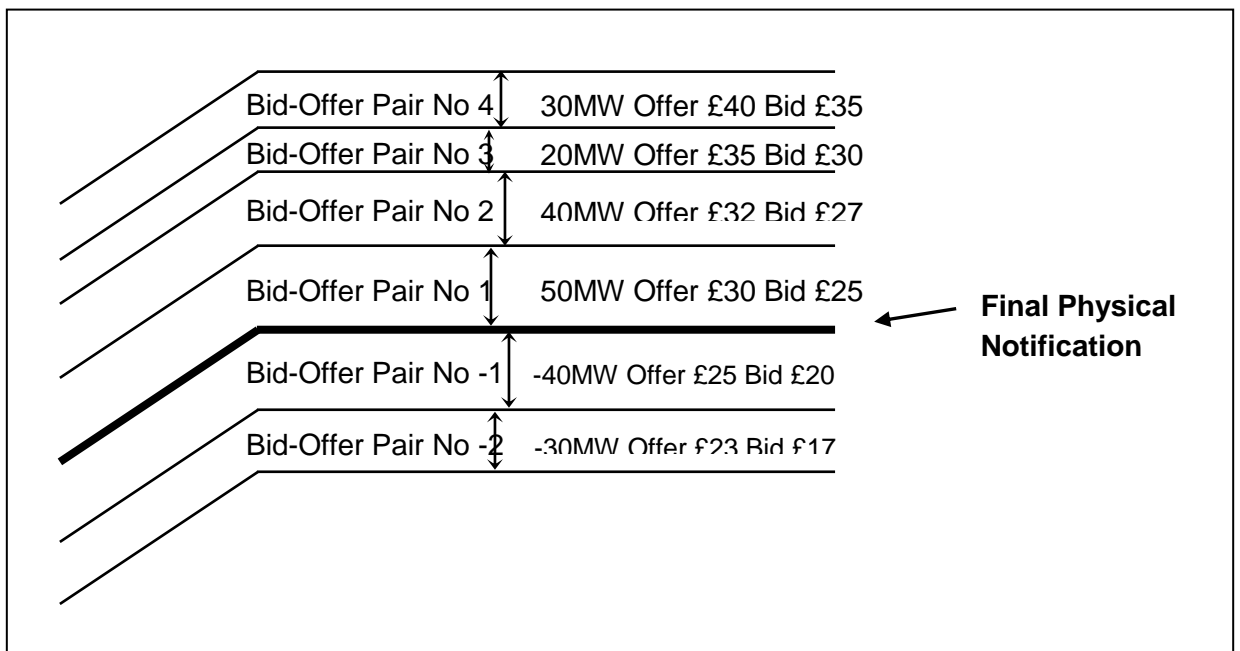 Bid-Offer Pair No 4 30MW Offer £40 Bid £35
Bid-Offer Pair No 3 20MW Offer £35 Bid £30
Bid-Offer Pair No 2 40MW Offer £32 Bid £27
Bid-Offer Pair No 1 50MW Offer £30 Bid £25
Final Physical
Notification
Bid-Offer Pair No -1 -40MW Offer £25 Bid £20
Bid-Offer Pair No -2 -30MW Offer £23 Bid £17